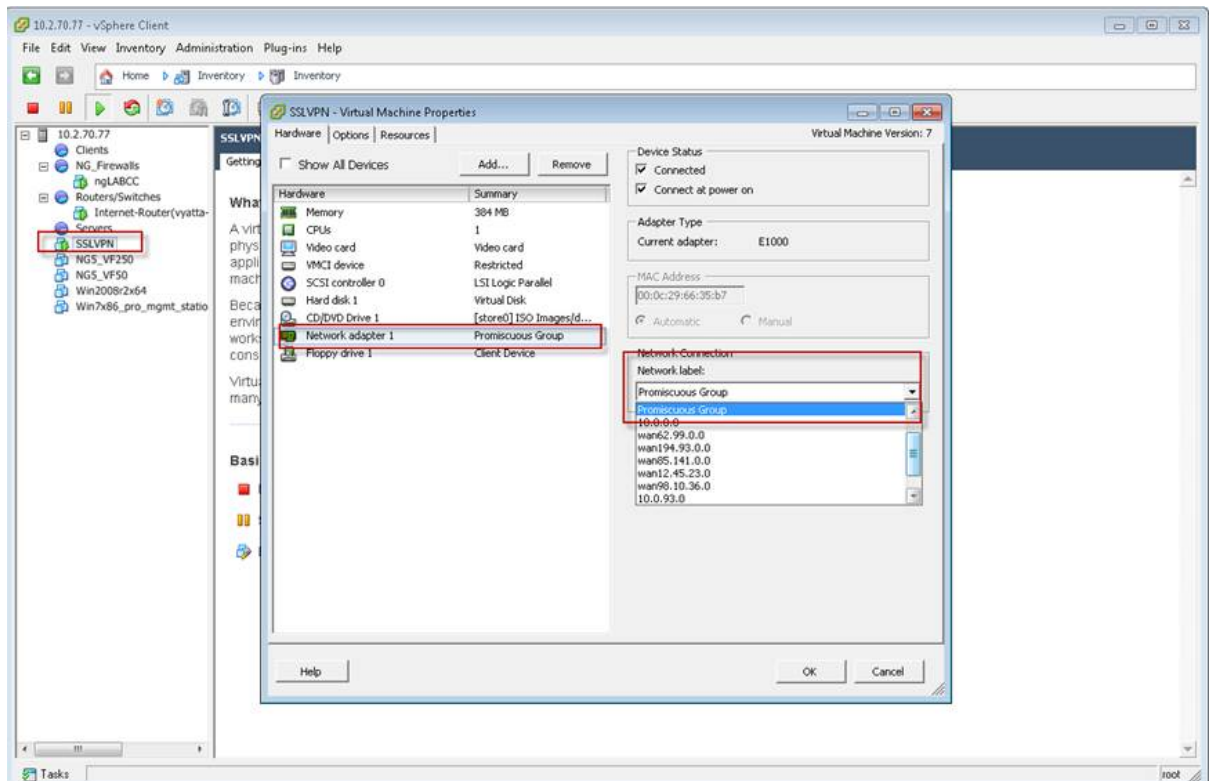 10.2.70.77 - vSphere Client
File Edit View Inventory Administration Plug-ins Help
Home Inventory Inventory
10.2.70.77
Clients
NG_Firewalls
ngLABCC
Routers/Switches
Internet-Router(vyatta-
Servers
SSLVPN
NG5_VF250
NG5_VF50
Win2008r2x64
Win7x86_pro_mgmt_statio
SSLVPN
Getting
Wha
A virt
phys
appli
mach
Beca
envir
works
cons
Virtu
many
Basi
SSLVPN - Virtual Machine Properties
Hardware Options Resources
Virtual Machine Version: 7
Show All Devices
Add...
Remove
Hardware Summary
Memory 384 MB
CPUs 1
Video card Video card
VMCI device Restricted
SCSI controller 0 LSI Logic Parallel
Hard disk 1 Virtual Disk
CD/DVD Drive 1 [store0] ISO Images/d...
Network adapter 1 Promiscuous Group
Floppy drive 1 Client Device
Device Status
Connected
Connect at power on
Adapter Type
Current adapter: E1000
MAC Address
00:0c:29:66:35:b7
Automatic Manual
Network Connection
Network label:
Promiscuous Group
Promiscuous Group
10.0.0.0
wan62.99.0.0
wan194.93.0.0
wan85.141.0.0
wan12.45.23.0
wan98.10.36.0
10.0.93.0
Help
OK
Cancel
Tasks
root